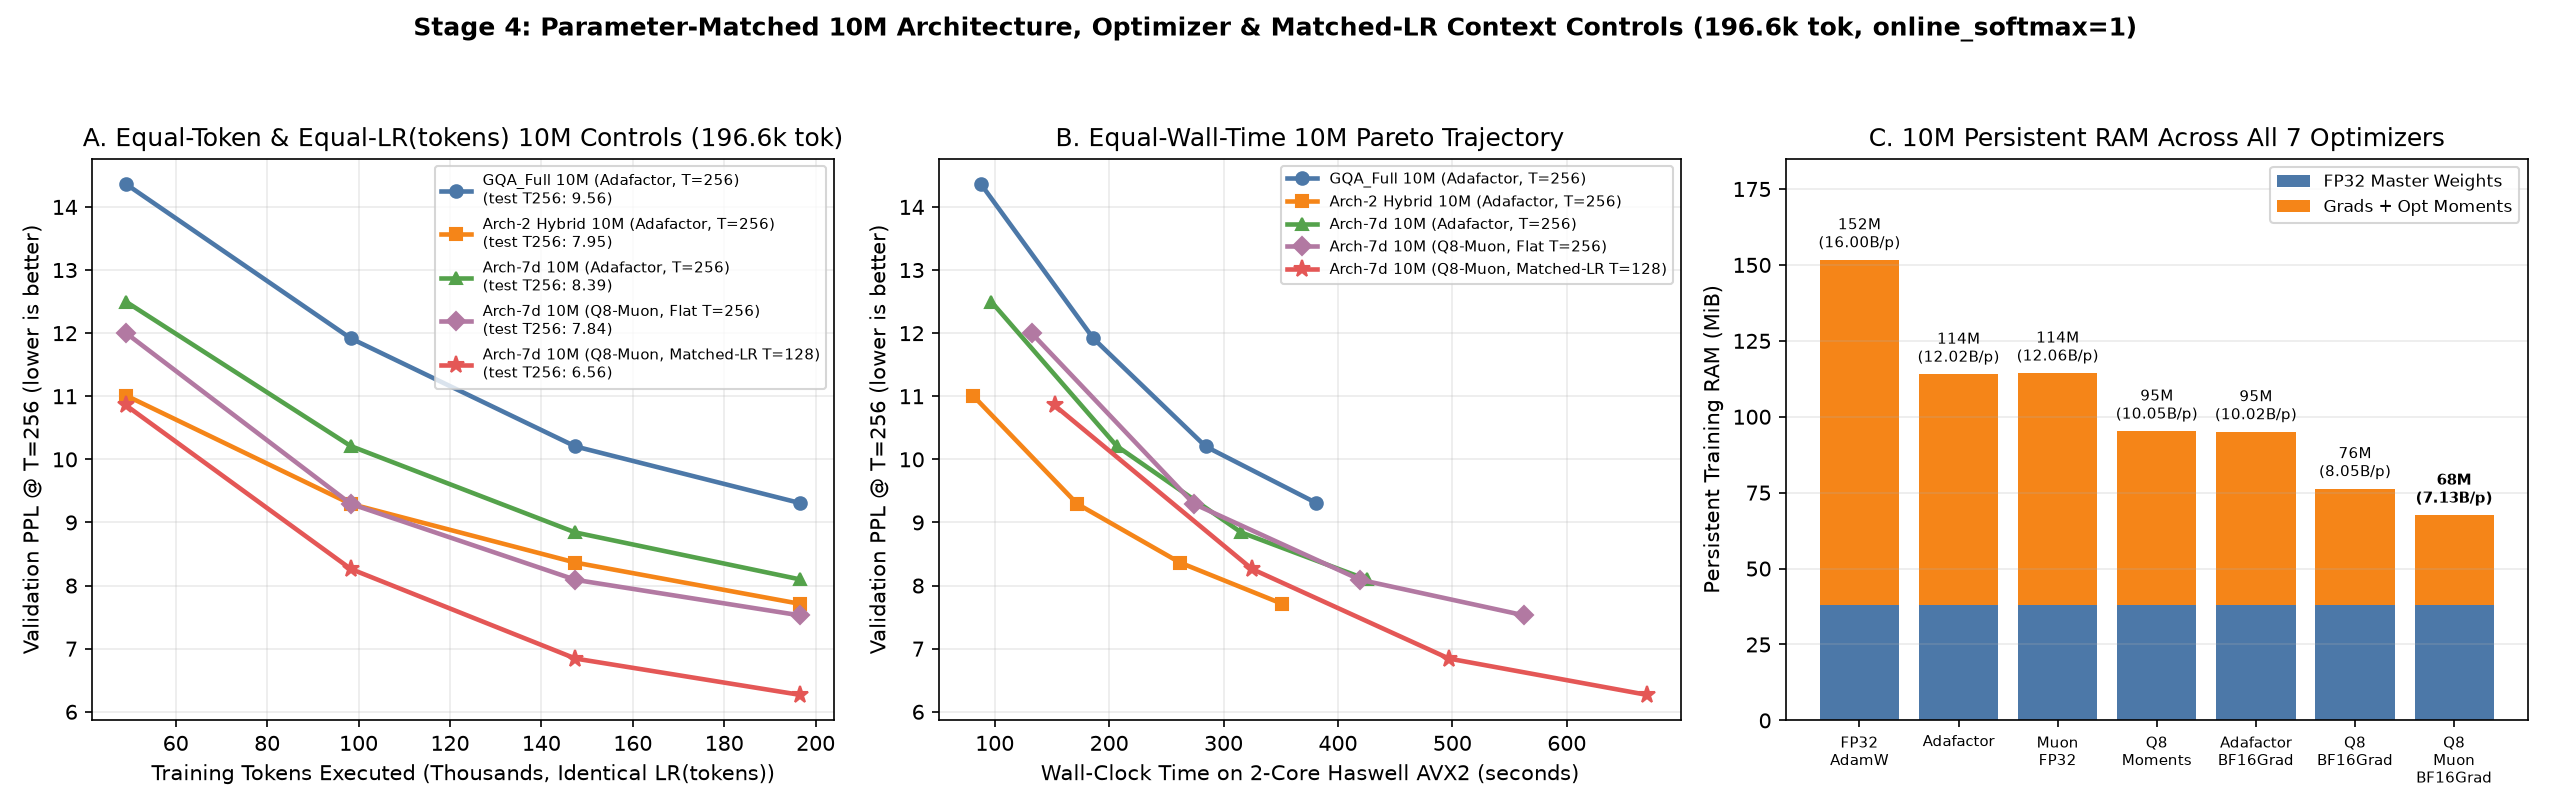 Stage 4: Parameter-Matched 10M Architecture, Optimizer & Matched-LR Context Controls (196.6k tok, online_softmax=1)
A. Equal-Token & Equal-LR(tokens) 10M Controls (196.6k tok)
Validation PPL @ T=256 (lower is better)
14
13
12
11
10
9
8
7
6
60
80
100
120
140
160
180
200
Training Tokens Executed (Thousands, Identical LR(tokens))
GQA_Full 10M (Adafactor, T=256)
(test T256: 9.56)
Arch-2 Hybrid 10M (Adafactor, T=256)
(test T256: 7.95)
Arch-7d 10M (Adafactor, T=256)
(test T256: 8.39)
Arch-7d 10M (Q8-Muon, Flat T=256)
(test T256: 7.84)
Arch-7d 10M (Q8-Muon, Matched-LR T=128)
(test T256: 6.56)
B. Equal-Wall-Time 10M Pareto Trajectory
Validation PPL @ T=256 (lower is better)
14
13
12
11
10
9
8
7
6
100
200
300
400
500
600
Wall-Clock Time on 2-Core Haswell AVX2 (seconds)
GQA_Full 10M (Adafactor, T=256)
Arch-2 Hybrid 10M (Adafactor, T=256)
Arch-7d 10M (Adafactor, T=256)
Arch-7d 10M (Q8-Muon, Flat T=256)
Arch-7d 10M (Q8-Muon, Matched-LR T=128)
C. 10M Persistent RAM Across All 7 Optimizers
Persistent Training RAM (MiB)
175
150
125
100
75
50
25
0
FP32 Master Weights
Grads + Opt Moments
152M
(16.00B/p)
114M
(12.02B/p)
114M
(12.06B/p)
95M
(10.05B/p)
95M
(10.02B/p)
76M
(8.05B/p)
68M
(7.13B/p)
FP32
AdamW
Adafactor
Muon
FP32
Q8
Moments
Adafactor
BF16Grad
Q8
BF16Grad
Q8
Muon
BF16Grad